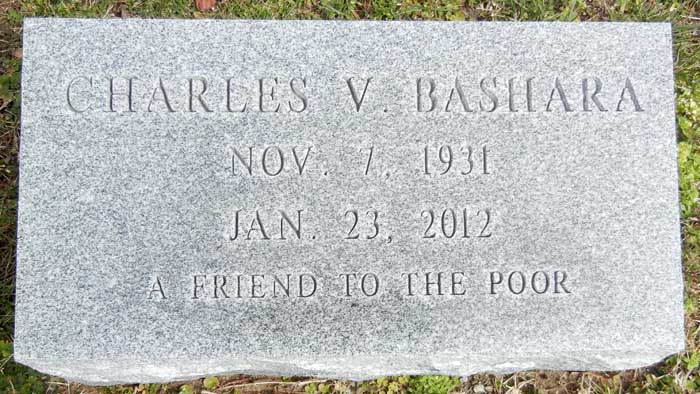 CHARLES V. BASHARA
NOV. 7, 1931
JAN. 23, 2012
A FRIEND TO THE POOR